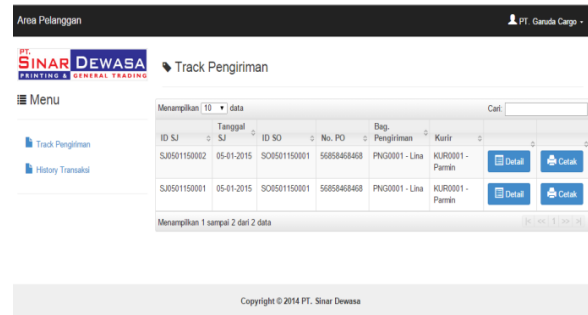 Area Pelanggan
PT. Garuda Cargo
PT.
SINAR DEWASA
PRINTING & GENERAL TRADING
Track Pengiriman
Menu
Track Pengiriman
History Transaksi
Menampilkan 10 data
Cari:
ID SJ Tanggal SJ ID SO No. PO Bag. Pengiriman Kurir
SJ0501150002 05-01-2015 SO0501150001 56858468468 PNG0001 - Lina KUR0001 - Parmin Detail Cetak
SJ0501150001 05-01-2015 SO0501150001 56858468468 PNG0001 - Lina KUR0001 - Parmin Detail Cetak
Menampilkan 1 sampai 2 dari 2 data
|< << 1 >> >|
Copyright © 2014 PT. Sinar Dewasa